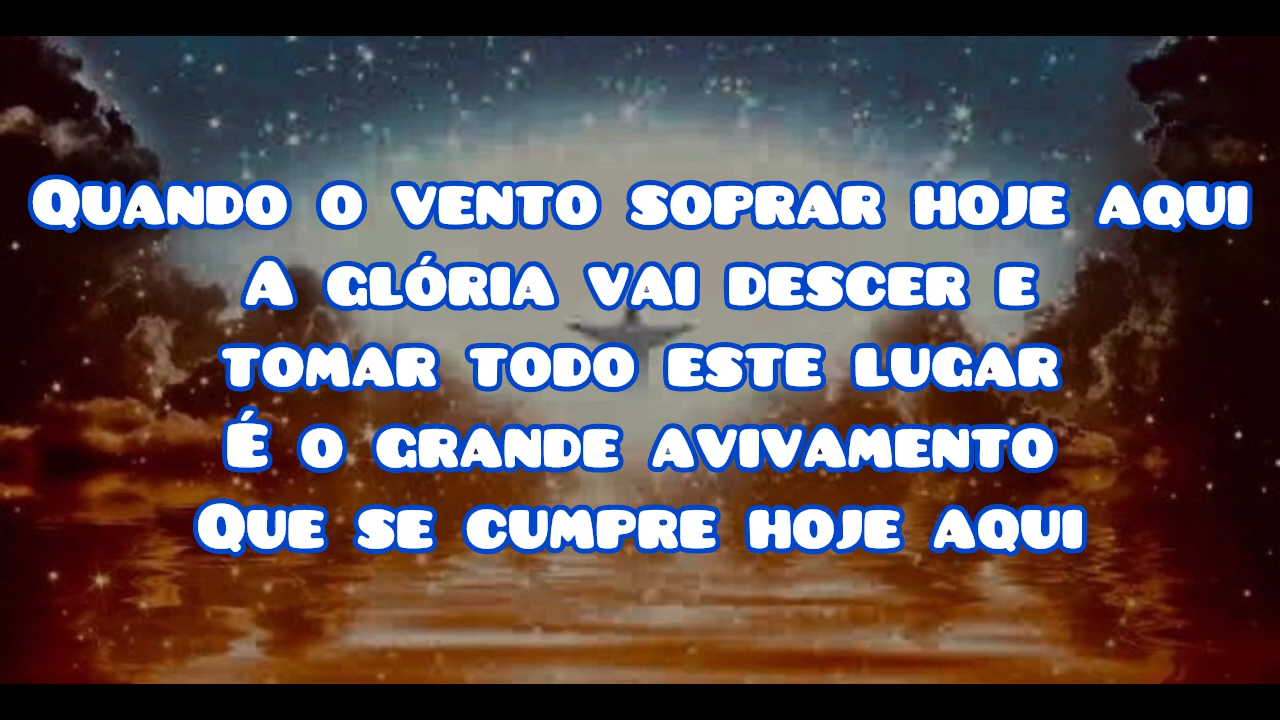 Quando o vento soprar hoje aqui
A glória vai descer e
tomar todo este lugar
É o grande avivamento
Que se cumpre hoje aqui